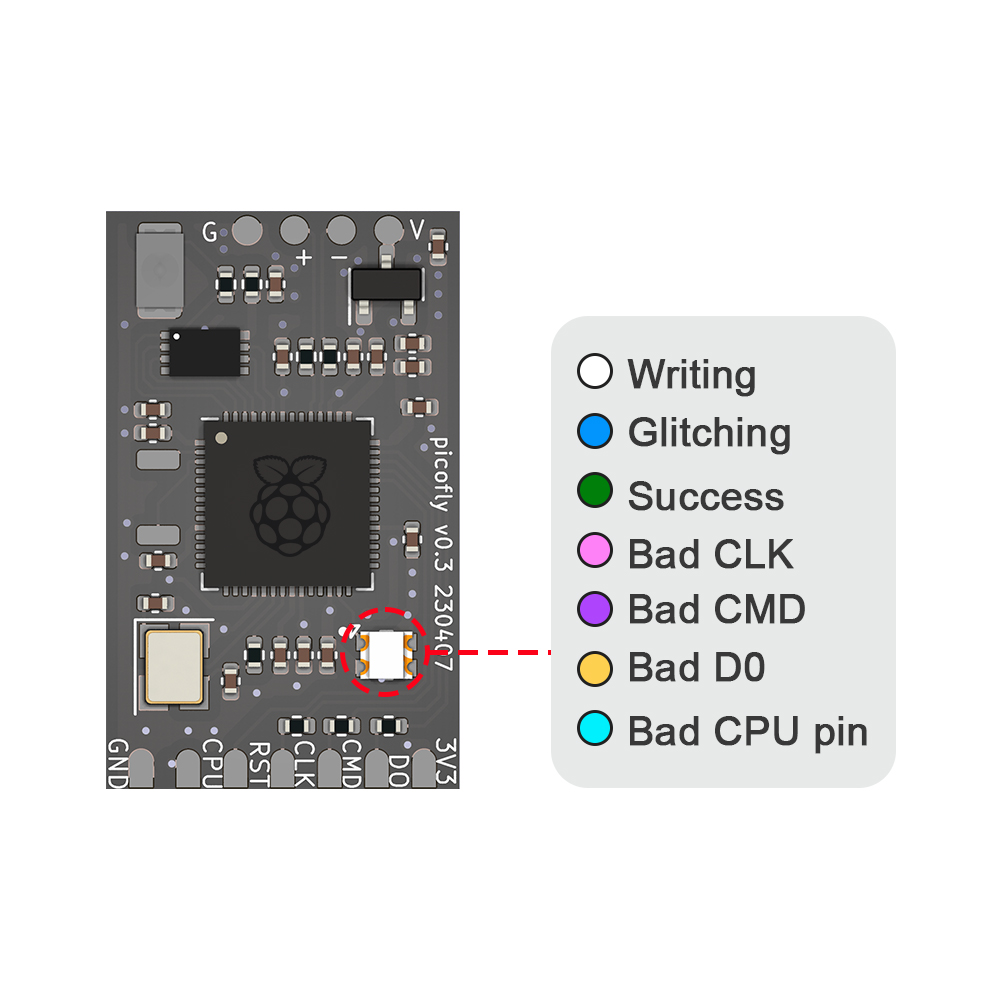 G
V
+ −
picofly v0.3 230407
GND
CPU
RST
CLK
CMD
D0
3V3
Writing
Glitching
Success
Bad CLK
Bad CMD
Bad D0
Bad CPU pin